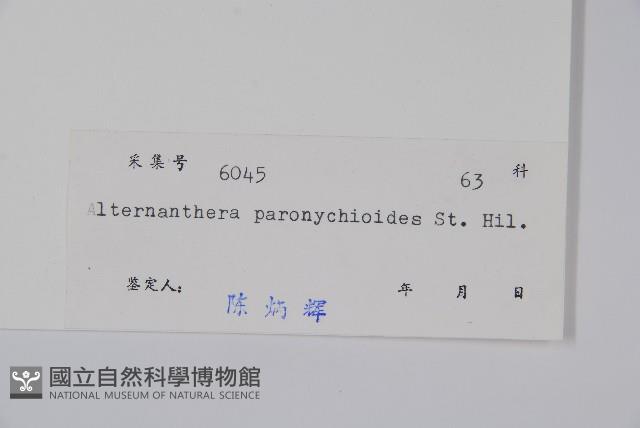 采集号 6045 63 科
Alternanthera paronychioides St. Hil.
鉴定人: 陈炳辉 年 月 日
國立自然科學博物館
NATIONAL MUSEUM OF NATURAL SCIENCE